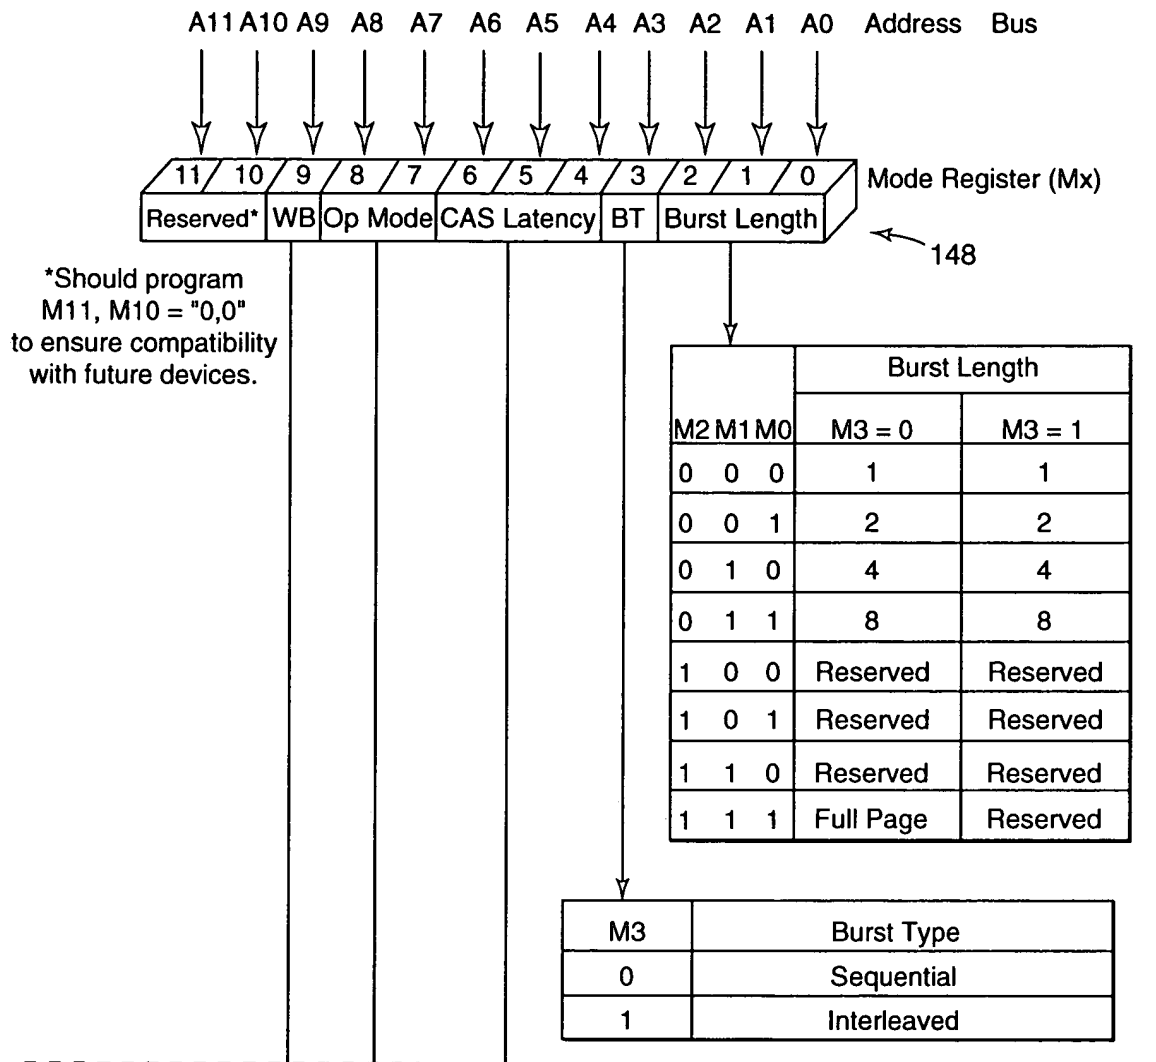 A11 A10 A9 A8 A7 A6 A5 A4 A3 A2 A1 A0 Address Bus
11 10 9 8 7 6 5 4 3 2 1 0 Mode Register (Mx)
Reserved* WB Op Mode CAS Latency BT Burst Length
148
*Should program
M11, M10 = "0,0"
to ensure compatibility
with future devices.
Burst Length
M2 M1 M0 M3 = 0 M3 = 1
0 0 0 1 1
0 0 1 2 2
0 1 0 4 4
0 1 1 8 8
1 0 0 Reserved Reserved
1 0 1 Reserved Reserved
1 1 0 Reserved Reserved
1 1 1 Full Page Reserved
M3 Burst Type
0 Sequential
1 Interleaved